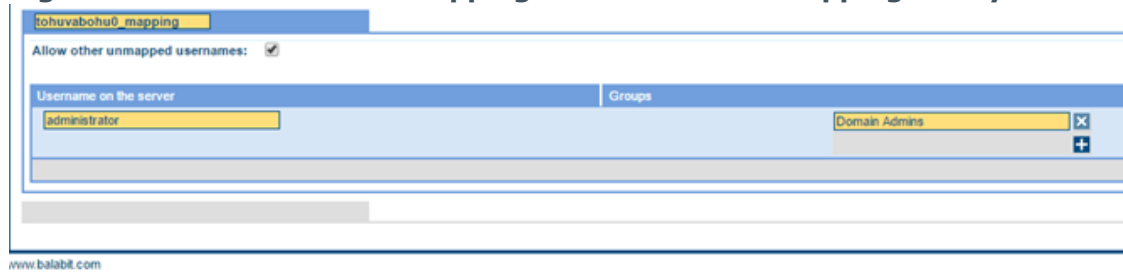 tohuvabohu0_mapping
Allow other unmapped usernames:
Username on the server Groups
administrator Domain Admins
www.balabit.com